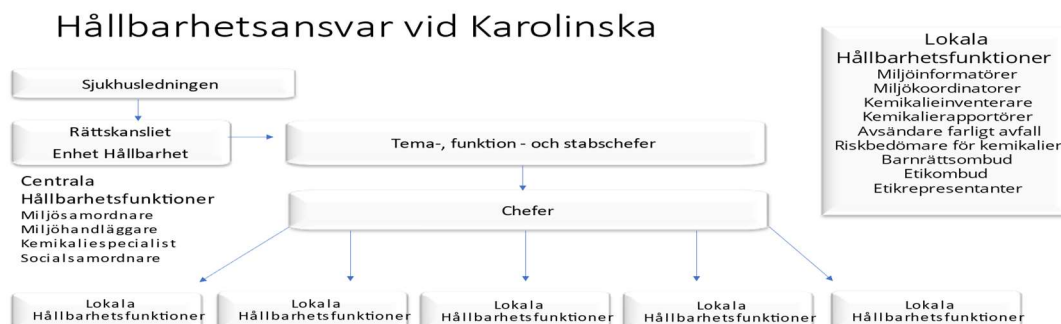 Hållbarhetsansvar vid Karolinska
Sjukhusledningen
Rättskansliet
Enhet Hållbarhet
Tema-, funktion - och stabschefer
Centrala
Hållbarhetsfunktioner
Miljösamordnare
Miljöhandläggare
Kemikaliespecialist
Socialsamordnare
Chefer
Lokala
Hållbarhetsfunktioner
Miljöinformatörer
Miljökoordinatorer
Kemikalieinventerare
Kemikalierapportörer
Avsändare farligt avfall
Riskbedömare för kemikalier
Barnrättsombud
Etikombud
Etikrepresentanter
Lokala
Hållbarhetsfunktioner
Lokala
Hållbarhetsfunktioner
Lokala
Hållbarhetsfunktioner
Lokala
Hållbarhetsfunktioner
Lokala
Hållbarhetsfunktioner